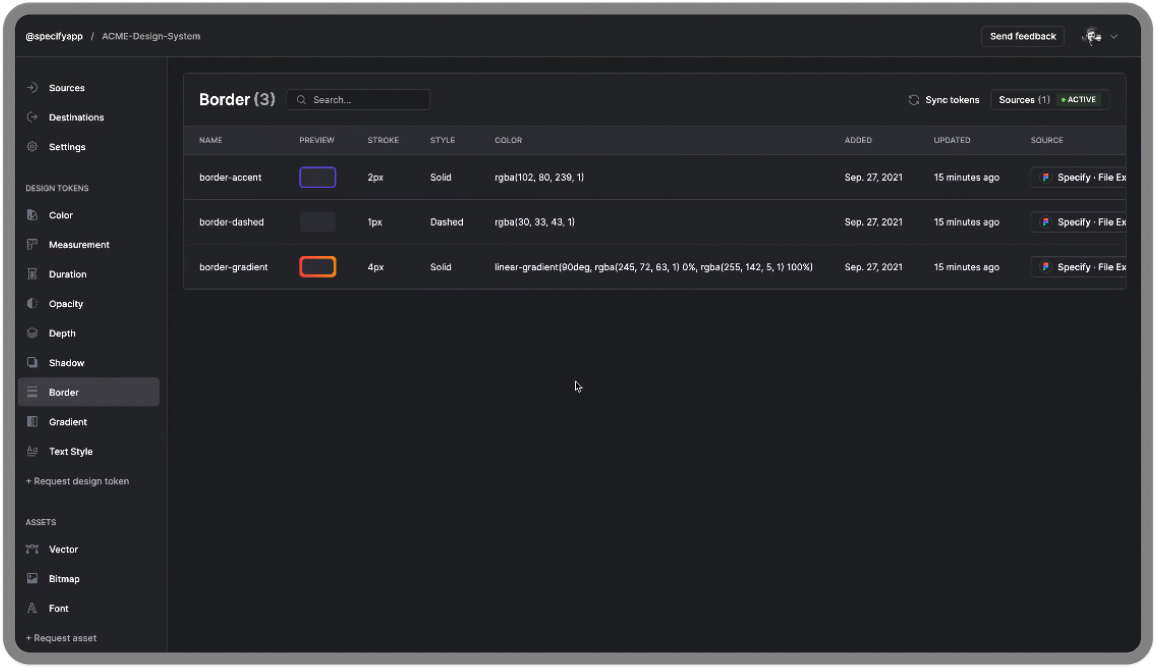 @specifyapp / ACME-Design-System
Send feedback
Sources
Destinations
Settings
DESIGN TOKENS
Color
Measurement
Duration
Opacity
Depth
Shadow
Border
Gradient
Text Style
+ Request design token
ASSETS
Vector
Bitmap
Font
+ Request asset
Border (3)
Search...
Sync tokens
Sources (1) ACTIVE
NAME PREVIEW STROKE STYLE COLOR ADDED UPDATED SOURCE
border-accent 2px Solid rgba(102, 80, 239, 1) Sep. 27, 2021 15 minutes ago Specify · File Ex
border-dashed 1px Dashed rgba(30, 33, 43, 1) Sep. 27, 2021 15 minutes ago Specify · File Ex
border-gradient 4px Solid linear-gradient(90deg, rgba(245, 72, 63, 1) 0%, rgba(255, 142, 5, 1) 100%) Sep. 27, 2021 15 minutes ago Specify · File Ex